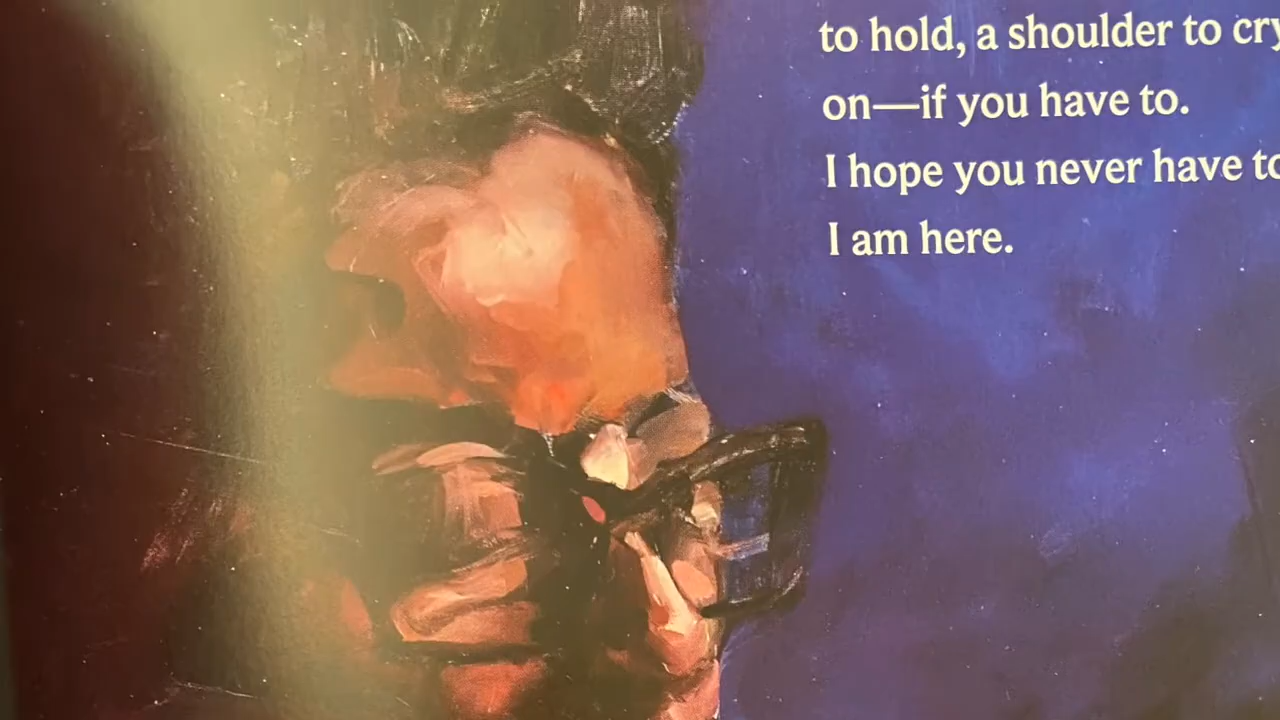 to hold, a shoulder to cry
on—if you have to.
I hope you never have to
I am here.